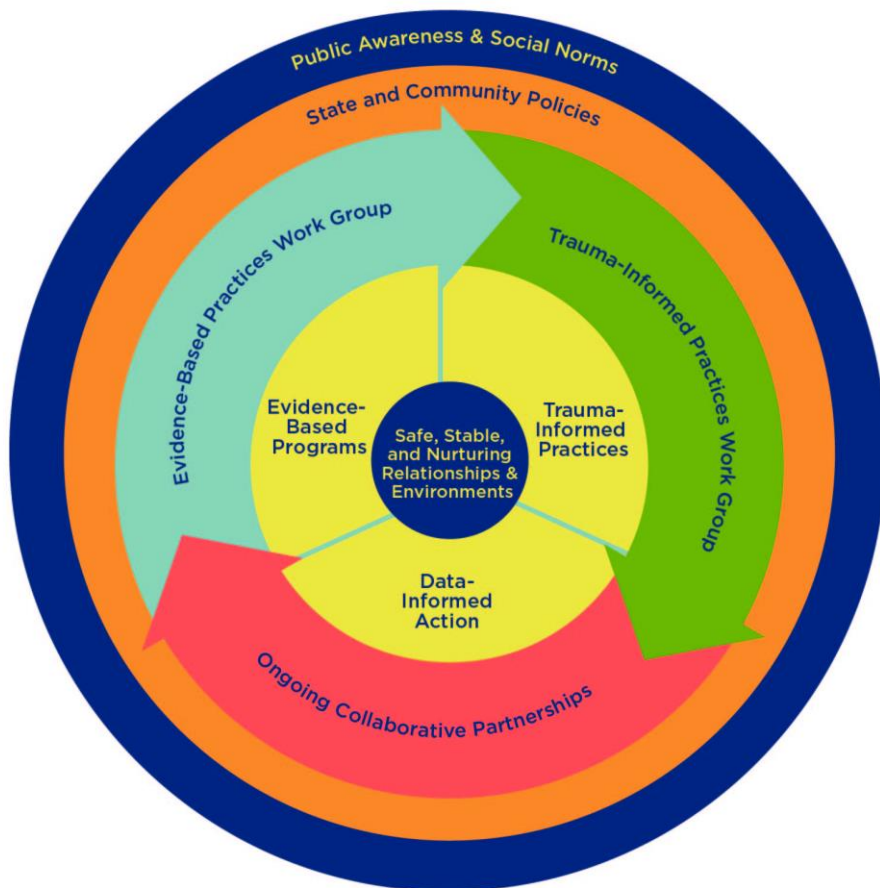 Public Awareness & Social Norms
State and Community Policies
Evidence-Based Practices Work Group
Trauma-Informed Practices Work Group
Evidence-
Based
Programs
Trauma-
Informed
Practices
Safe, Stable,
and Nurturing
Relationships &
Environments
Data-
Informed
Action
Ongoing Collaborative Partnerships